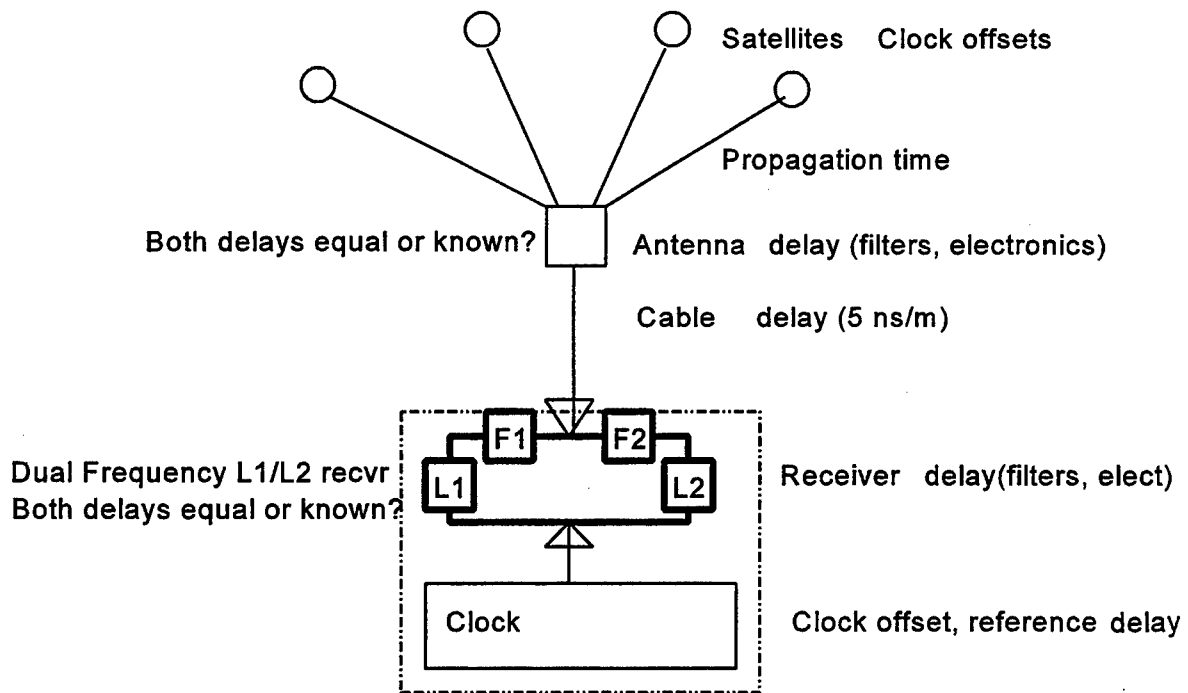 Satellites Clock offsets
Propagation time
Both delays equal or known?
Antenna delay (filters, electronics)
Cable delay (5 ns/m)
F1
F2
Dual Frequency L1/L2 recvr
Both delays equal or known?
L1
L2
Receiver delay(filters, elect)
Clock
Clock offset, reference delay